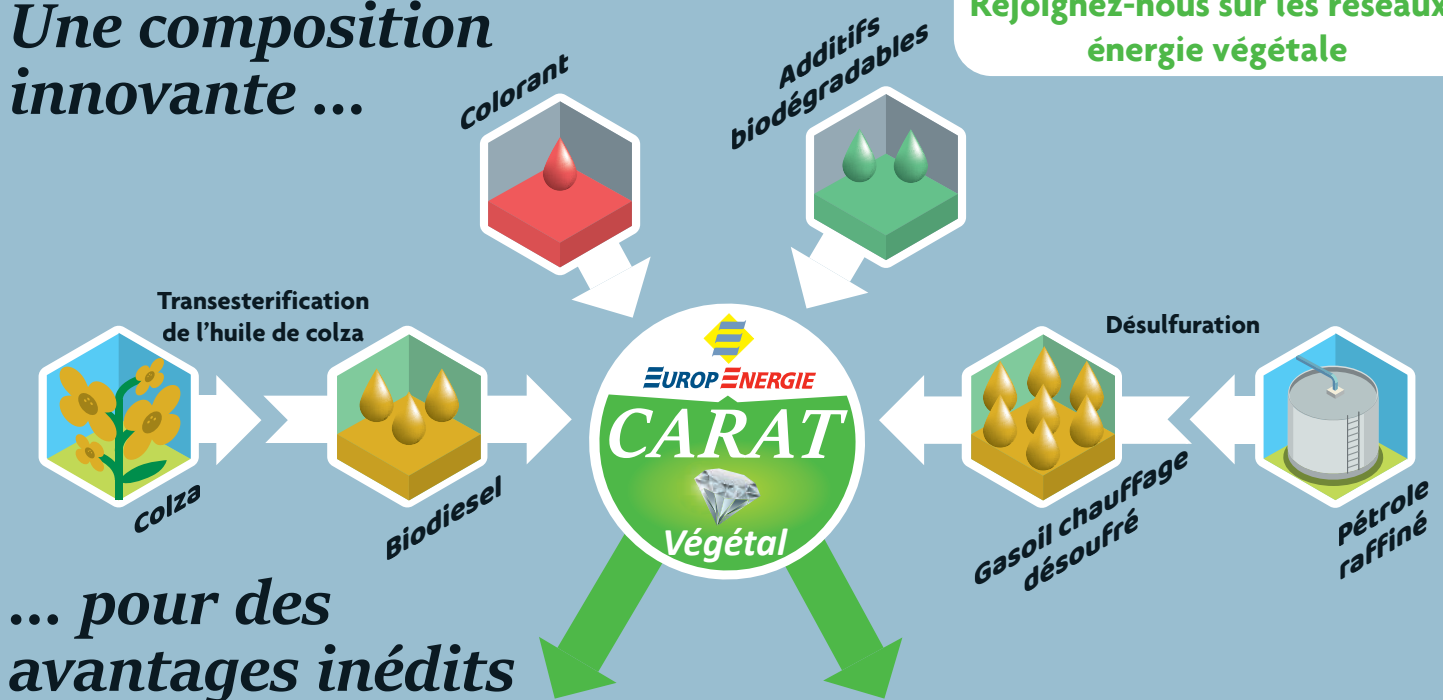 Une composition
innovante ...
Rejoignez-nous sur les réseaux
énergie végétale
Colorant
Additifs
biodégradables
Transesterification
de l'huile de colza
Désulfuration
EUROPENERGIE
CARAT
Végétal
Colza
Biodiesel
Gasoil chauffage
désoufré
Pétrole
raffiné
... pour des
avantages inédits